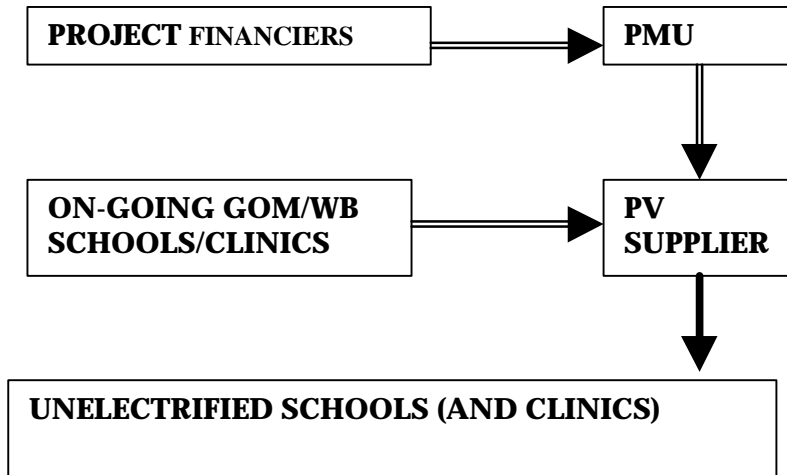 PROJECT FINANCIERS
PMU
ON-GOING GOM/WB
SCHOOLS/CLINICS
PV
SUPPLIER
UNELECTRIFIED SCHOOLS (AND CLINICS)